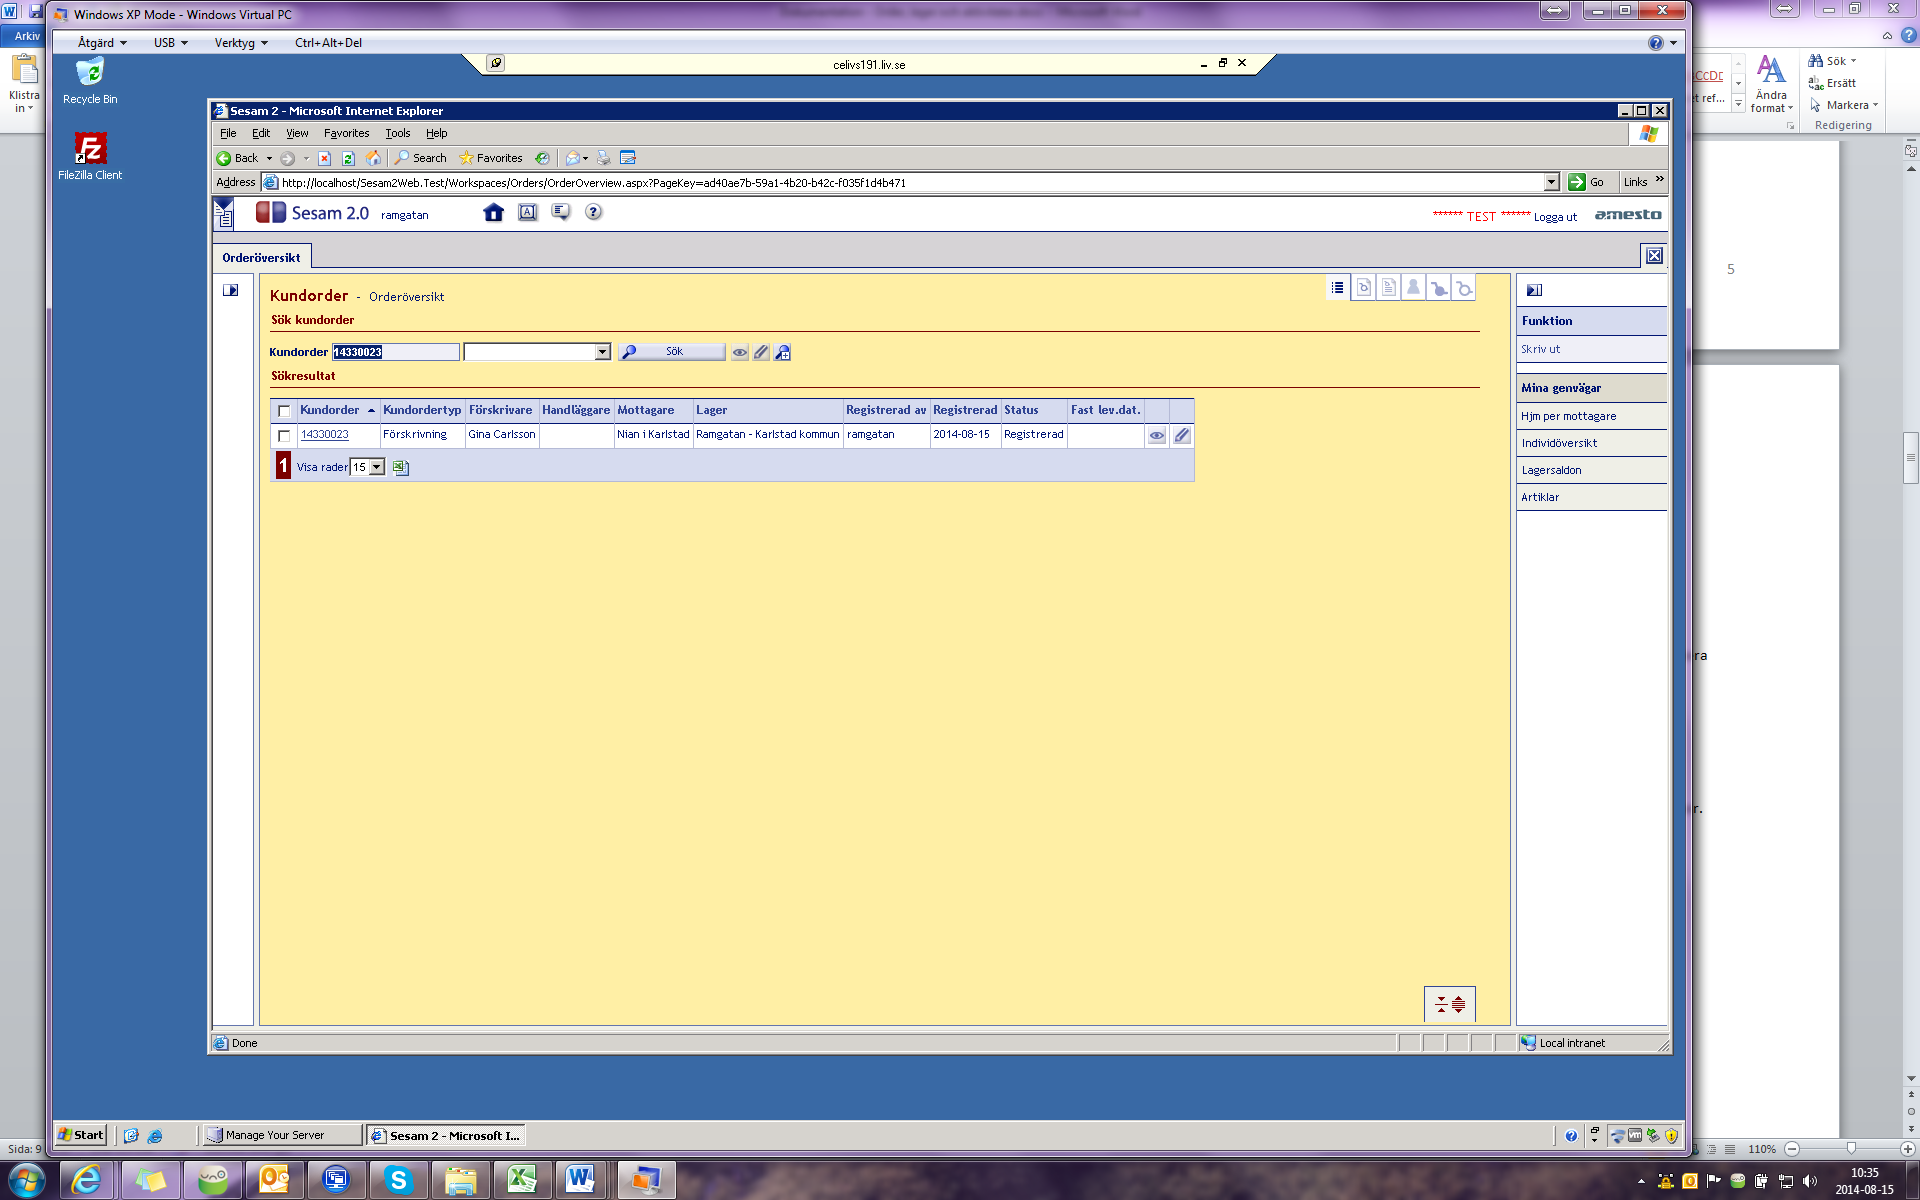 Windows XP Mode - Windows Virtual PC
Arkiv
Åtgärd USB Verktyg Ctrl+Alt+Del
celivs191.liv.se
Klistra in
Recycle Bin
FileZilla Client
Sesam 2 - Microsoft Internet Explorer
File Edit View Favorites Tools Help
Back Search Favorites
Address http://localhost/Sesam2Web.Test/Workspaces/Orders/OrderOverview.aspx?PageKey=ad40ae7b-59a1-4b20-b42c-f035f1d4b471 Go Links »
Sesam 2.0 ramgatan ****** TEST ****** Logga ut amesto
Orderöversikt
Kundorder - Orderöversikt
Sök kundorder
Kundorder 14330023 Sök
Sökresultat
Kundorder Kundordertyp Förskrivare Handläggare Mottagare Lager Registrerad av Registrerad Status Fast lev.dat.
14330023 Förskrivning Gina Carlsson Nian i Karlstad Ramgatan - Karlstad kommun ramgatan 2014-08-15 Registrerad
1 Visa rader 15
Funktion
Skriv ut
Mina genvägar
Hjm per mottagare
Individöversikt
Lagersaldon
Artiklar
Sök
Ersätt
Markera
Redigering
Ändra format
t ref...
5
ra
r.
Done Local intranet
Start Manage Your Server Sesam 2 - Microsoft I...
Sida: 9 110%
10:35
2014-08-15